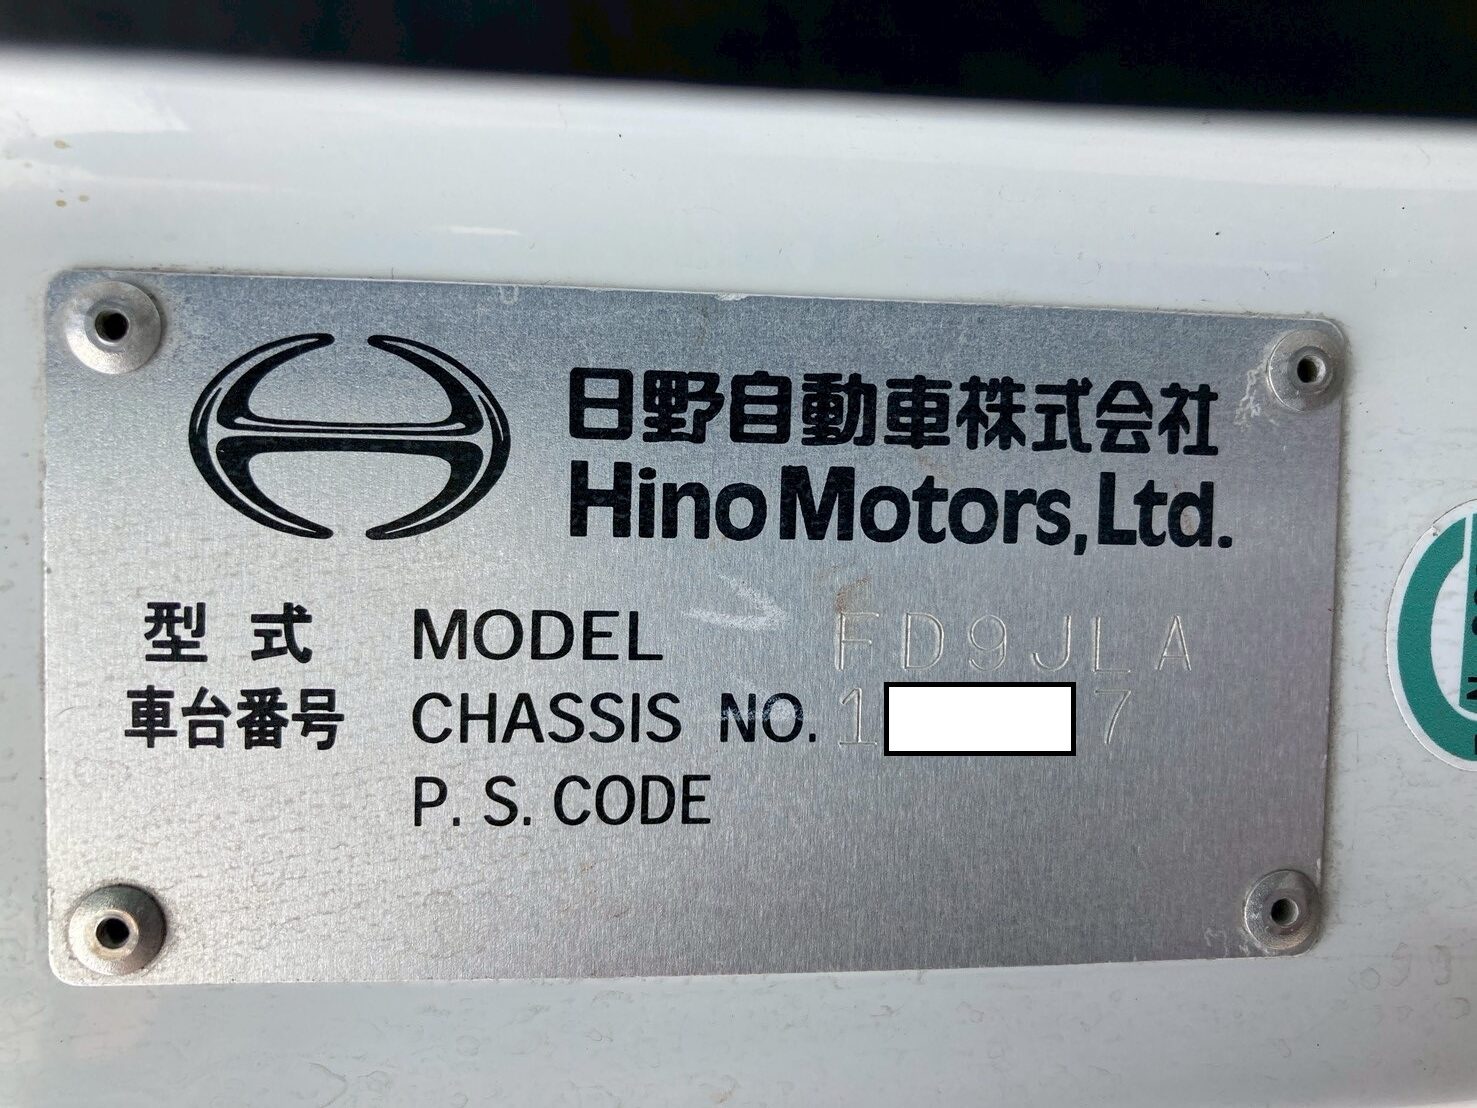 日野自動車株式会社
Hino Motors, Ltd.
型式 MODEL FD9JLA
車台番号 CHASSIS NO. 1 7
P. S. CODE